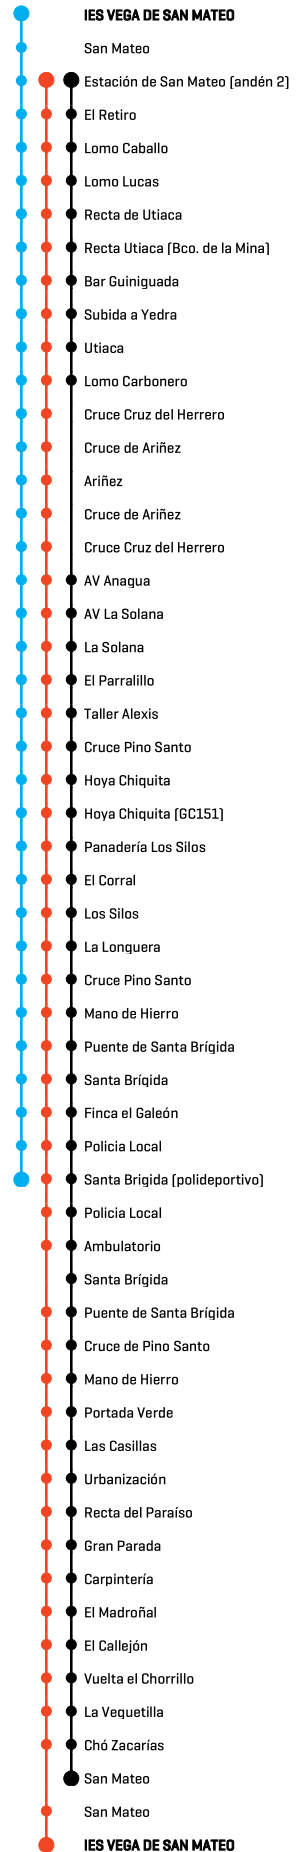 IES VEGA DE SAN MATEO
San Mateo
Estación de San Mateo (andén 2)
El Retiro
Lomo Caballo
Lomo Lucas
Recta de Utiaca
Recta Utiaca (Bco. de la Mina)
Bar Guiniguada
Subida a Yedra
Utiaca
Lomo Carbonero
Cruce Cruz del Herrero
Cruce de Ariñez
Ariñez
Cruce de Ariñez
Cruce Cruz del Herrero
AV Anagua
AV La Solana
La Solana
El Parralillo
Taller Alexis
Cruce Pino Santo
Hoya Chiquita
Hoya Chiquita (GC151)
Panadería Los Silos
El Corral
Los Silos
La Longuera
Cruce Pino Santo
Mano de Hierro
Puente de Santa Brígida
Santa Brígida
Finca el Galeón
Policia Local
Santa Brigida (polideportivo)
Policia Local
Ambulatorio
Santa Brígida
Puente de Santa Brígida
Cruce de Pino Santo
Mano de Hierro
Portada Verde
Las Casillas
Urbanización
Recta del Paraíso
Gran Parada
Carpintería
El Madroñal
El Callejón
Vuelta el Chorrillo
La Veguetilla
Chó Zacarías
San Mateo
San Mateo
IES VEGA DE SAN MATEO